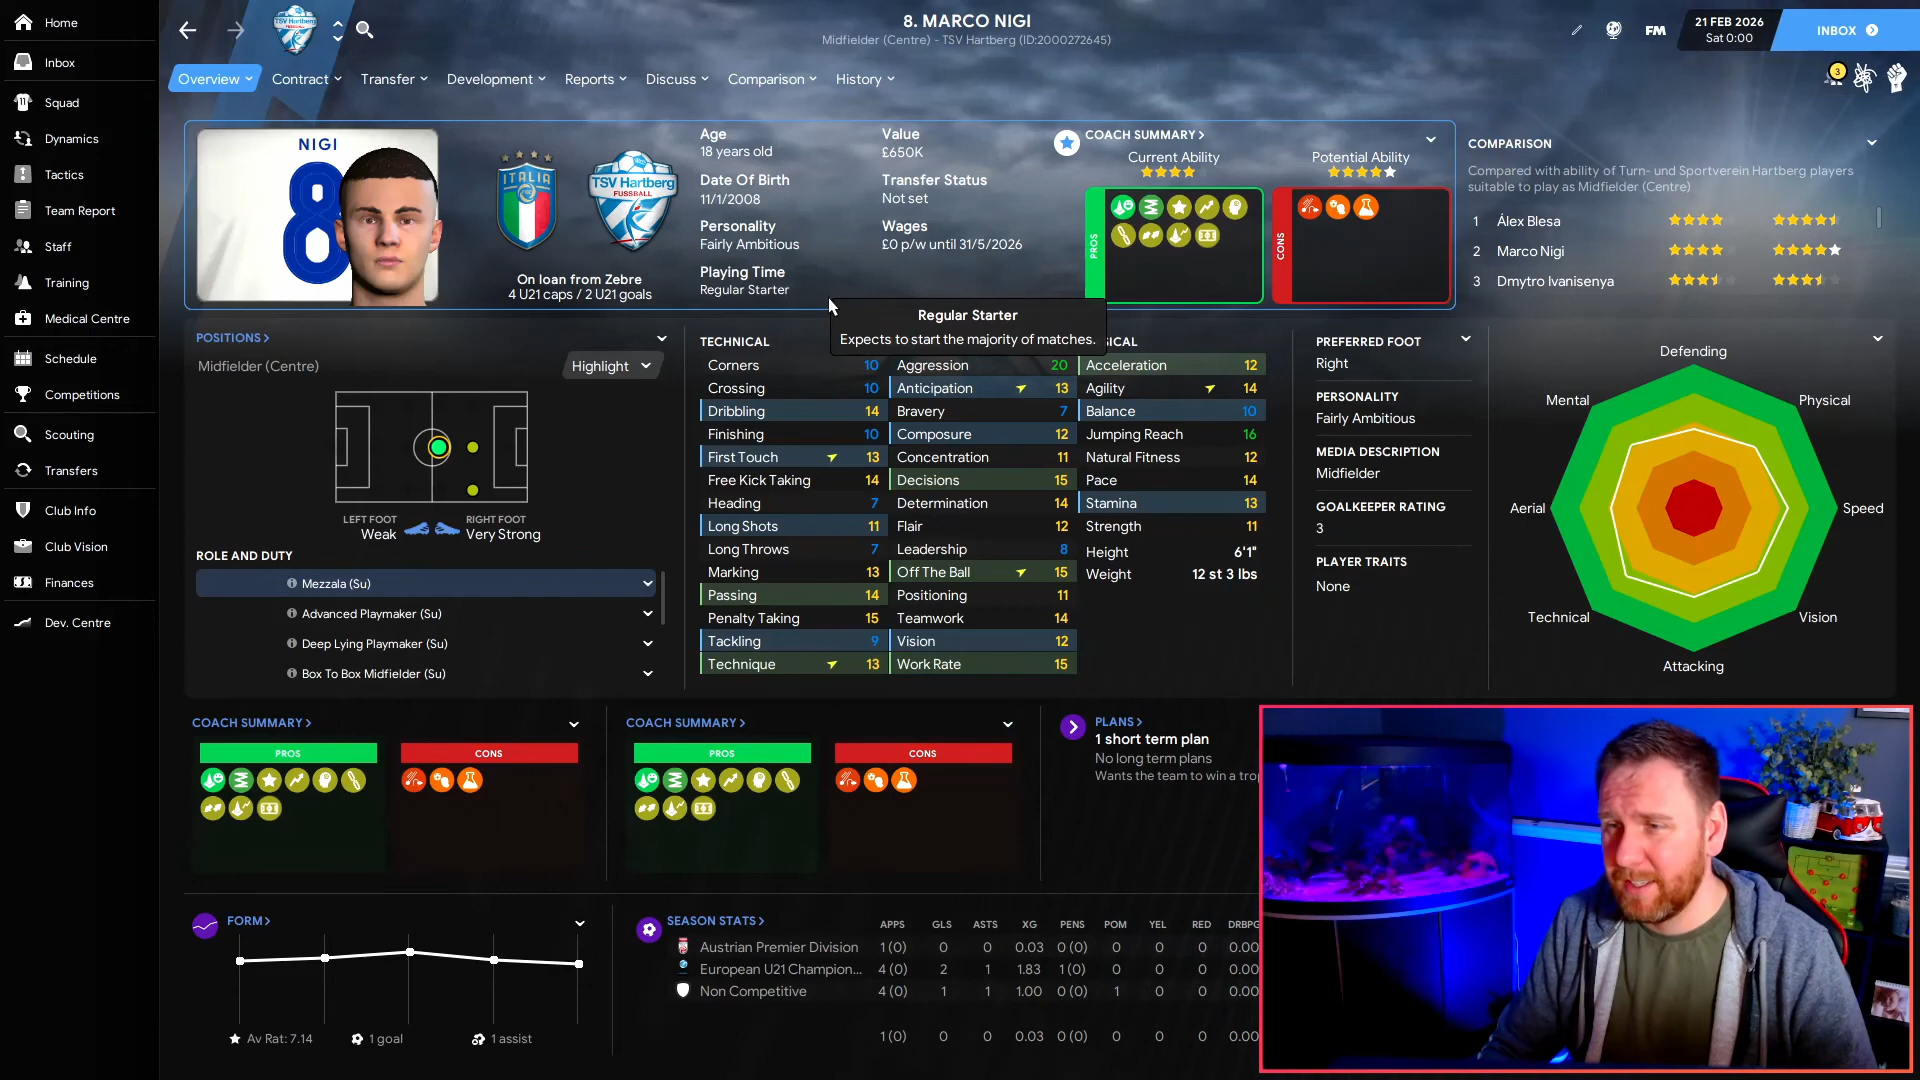 Home
Inbox
Squad
Dynamics
Tactics
Team Report
Staff
Training
Medical Centre
Schedule
Competitions
Scouting
Transfers
Club Info
Club Vision
Finances
Dev. Centre
8. MARCO NIGI
Midfielder (Centre) - TSV Hartberg (ID:2000272645)
FM
21 FEB 2026
Sat 0:00
INBOX
Overview
Contract
Transfer
Development
Reports
Discuss
Comparison
History
3
NIGI
8
ITALIA
TSV Hartberg
FUSSBALL
On loan from Zebre
4 U21 caps / 2 U21 goals
Age
18 years old
Date Of Birth
11/1/2008
Personality
Fairly Ambitious
Playing Time
Regular Starter
Value
£650K
Transfer Status
Not set
Wages
£0 p/w until 31/5/2026
COACH SUMMARY >
Current Ability
Potential Ability
PROS
CONS
COMPARISON
Compared with ability of Turn- und Sportverein Hartberg players
suitable to play as Midfielder (Centre)
1 Álex Blesa
2 Marco Nigi
3 Dmytro Ivanisenya
Regular Starter
Expects to start the majority of matches.
POSITIONS >
Midfielder (Centre)
Highlight
LEFT FOOT
Weak
RIGHT FOOT
Very Strong
ROLE AND DUTY
Mezzala (Su)
Advanced Playmaker (Su)
Deep Lying Playmaker (Su)
Box To Box Midfielder (Su)
TECHNICAL
Corners 10
Crossing 10
Dribbling 14
Finishing 10
First Touch 13
Free Kick Taking 14
Heading 7
Long Shots 11
Long Throws 7
Marking 13
Passing 14
Penalty Taking 15
Tackling 9
Technique 13
Aggression 20
Anticipation 13
Bravery 7
Composure 12
Concentration 11
Decisions 15
Determination 14
Flair 12
Leadership 8
Off The Ball 15
Positioning 11
Teamwork 14
Vision 12
Work Rate 15
Acceleration 12
Agility 14
Balance 10
Jumping Reach 16
Natural Fitness 12
Pace 14
Stamina 13
Strength 11
Height 6'1"
Weight 12 st 3 lbs
PREFERRED FOOT
Right
PERSONALITY
Fairly Ambitious
MEDIA DESCRIPTION
Midfielder
GOALKEEPER RATING
3
PLAYER TRAITS
None
Defending
Mental
Physical
Aerial
Speed
Technical
Vision
Attacking
COACH SUMMARY >
PROS
CONS
COACH SUMMARY >
PROS
CONS
PLANS >
1 short term plan
No long term plans
Wants the team to win a tro
FORM >
Av Rat: 7.14
1 goal
1 assist
SEASON STATS >
APPS GLS ASTS XG PENS POM YEL RED DRBPG
Austrian Premier Division 1 (0) 0 0 0.03 0 (0) 0 0 0 0.00
European U21 Champion... 4 (0) 2 1 1.83 1 (0) 0 0 0 0.00
Non Competitive 4 (0) 1 1 1.00 0 (0) 1 0 0 0.00
1 (0) 0 0 0.03 0 (0) 0 0 0 0.00